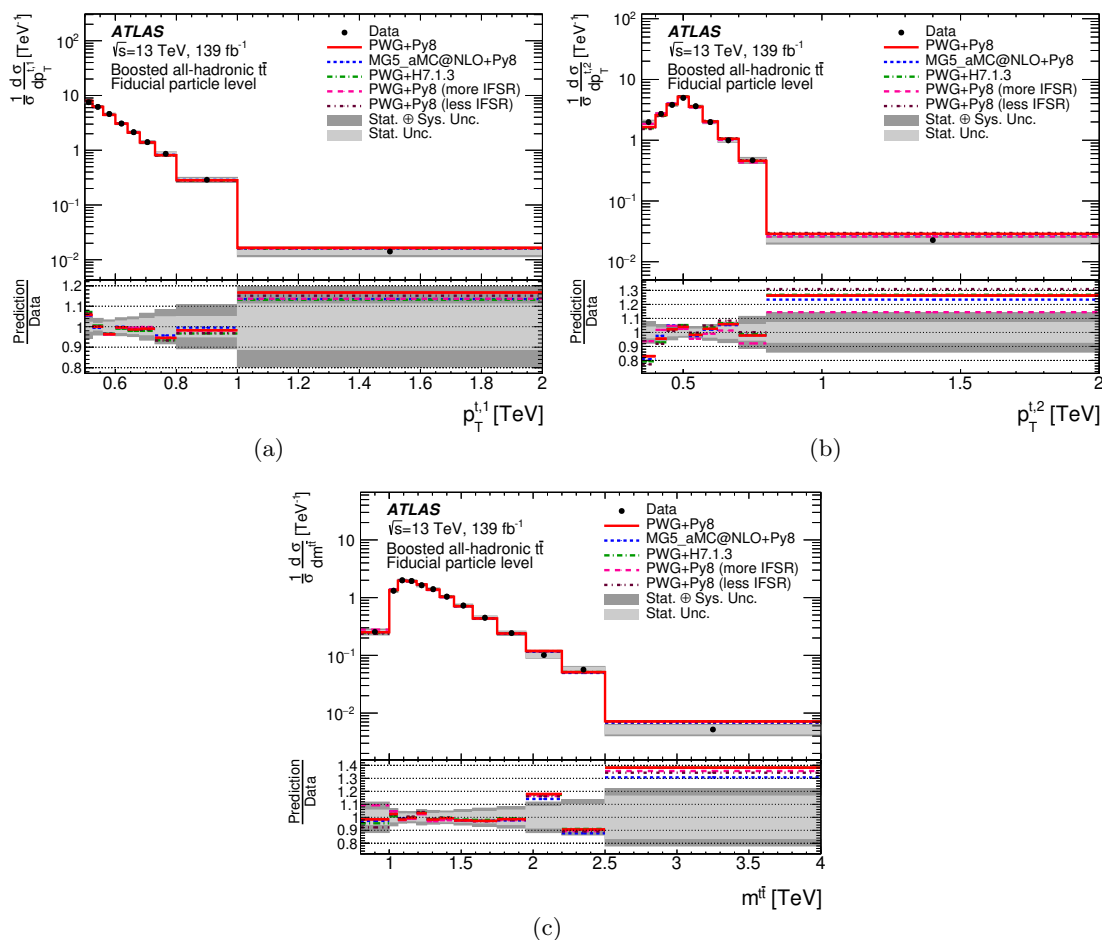 ATLAS
√s=13 TeV, 139 fb⁻¹
Boosted all-hadronic tt̄
Fiducial particle level
Data
PWG+Py8
MG5_aMC@NLO+Py8
PWG+H7.1.3
PWG+Py8 (more IFSR)
PWG+Py8 (less IFSR)
Stat. ⊕ Sys. Unc.
Stat. Unc.
1/σ dσ/dp_T^{t,1} [TeV⁻¹]
10²
10
1
10⁻¹
10⁻²
Prediction/Data
1.2
1.1
1
0.9
0.8
0.6 0.8 1 1.2 1.4 1.6 1.8 2
p_T^{t,1} [TeV]
(a)
ATLAS
√s=13 TeV, 139 fb⁻¹
Boosted all-hadronic tt̄
Fiducial particle level
Data
PWG+Py8
MG5_aMC@NLO+Py8
PWG+H7.1.3
PWG+Py8 (more IFSR)
PWG+Py8 (less IFSR)
Stat. ⊕ Sys. Unc.
Stat. Unc.
1/σ dσ/dp_T^{t,2} [TeV⁻¹]
10²
10
1
10⁻¹
10⁻²
Prediction/Data
1.3
1.2
1.1
1
0.9
0.8
0.5 1 1.5 2
p_T^{t,2} [TeV]
(b)
ATLAS
√s=13 TeV, 139 fb⁻¹
Boosted all-hadronic tt̄
Fiducial particle level
Data
PWG+Py8
MG5_aMC@NLO+Py8
PWG+H7.1.3
PWG+Py8 (more IFSR)
PWG+Py8 (less IFSR)
Stat. ⊕ Sys. Unc.
Stat. Unc.
1/σ dσ/dm^{tt̄} [TeV⁻¹]
10
1
10⁻¹
10⁻²
Prediction/Data
1.4
1.3
1.2
1.1
1
0.9
0.8
1 1.5 2 2.5 3 3.5 4
m^{tt̄} [TeV]
(c)